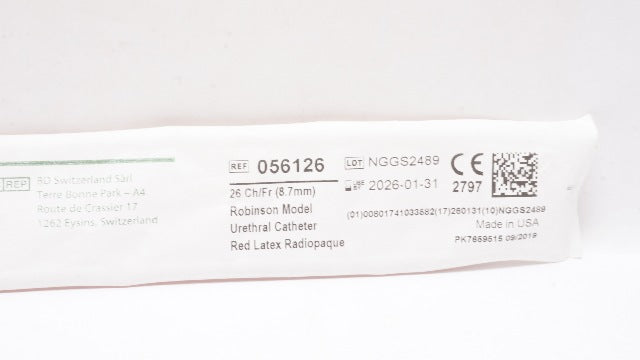 REP
BD Switzerland Sàrl
Terre Bonne Park – A4
Route de Crassier 17
1262 Eysins, Switzerland
REF 056126
26 Ch/Fr (8.7mm)
Robinson Model
Urethral Catheter
Red Latex Radiopaque
LOT NGGS2489
USE BY 2026-01-31
CE
2797
(01)00801741033582(17)260131(10)NGGS2489
Made in USA
PK7659515 09/2019